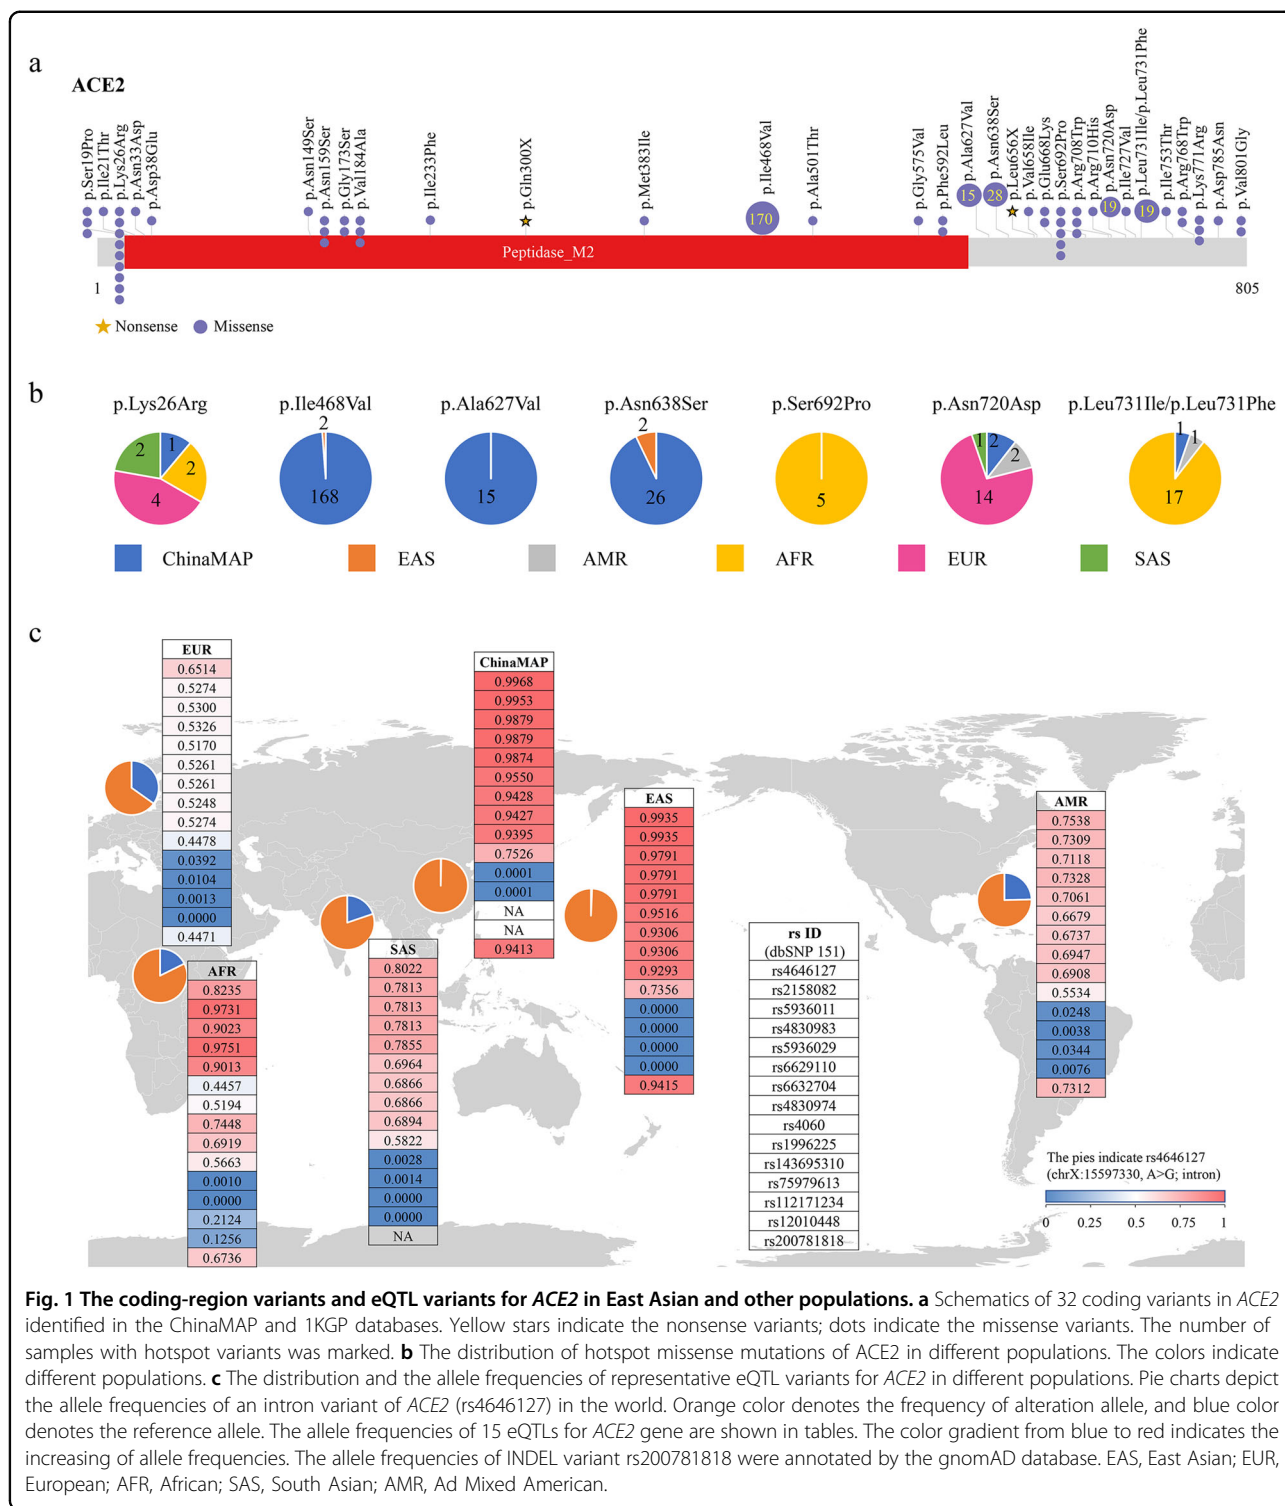 a
ACE2
p.Ser19Pro
p.Ile21Thr
p.Lys26Arg
p.Asn33Asp
p.Asp38Glu
p.Asn149Ser
p.Asn159Ser
p.Gly173Ser
p.Val184Ala
p.Ile233Phe
p.Gln300X
p.Met383Ile
p.Ile468Val
p.Ala501Thr
p.Gly575Val
p.Phe592Leu
p.Ala627Val
p.Asn638Ser
p.Leu656X
p.Val658Ile
p.Glu668Lys
p.Ser692Pro
p.Arg708Trp
p.Arg710His
p.Asn720Asp
p.Ile727Val
p.Leu731Ile/p.Leu731Phe
p.Ile753Thr
p.Arg768Trp
p.Lys771Arg
p.Asp785Asn
p.Val801Gly
170
15
28
19
19
Peptidase_M2
1
805
Nonsense
Missense
b
p.Lys26Arg
2
1
2
4
p.Ile468Val
2
168
p.Ala627Val
15
p.Asn638Ser
2
26
p.Ser692Pro
5
p.Asn720Asp
1
2
2
14
p.Leu731Ile/p.Leu731Phe
1
1
17
ChinaMAP
EAS
AMR
AFR
EUR
SAS
c
EUR
0.6514
0.5274
0.5300
0.5326
0.5170
0.5261
0.5261
0.5248
0.5274
0.4478
0.0392
0.0104
0.0013
0.0000
0.4471
AFR
0.8235
0.9731
0.9023
0.9751
0.9013
0.4457
0.5194
0.7448
0.6919
0.5663
0.0010
0.0000
0.2124
0.1256
0.6736
SAS
0.8022
0.7813
0.7813
0.7813
0.7855
0.6964
0.6866
0.6866
0.6894
0.5822
0.0028
0.0014
0.0000
0.0000
NA
ChinaMAP
0.9968
0.9953
0.9879
0.9879
0.9874
0.9550
0.9428
0.9427
0.9395
0.7526
0.0001
0.0001
NA
NA
0.9413
EAS
0.9935
0.9935
0.9791
0.9791
0.9791
0.9516
0.9306
0.9306
0.9293
0.7356
0.0000
0.0000
0.0000
0.0000
0.9415
rs ID
(dbSNP 151)
rs4646127
rs2158082
rs5936011
rs4830983
rs5936029
rs6629110
rs6632704
rs4830974
rs4060
rs1996225
rs143695310
rs75979613
rs112171234
rs12010448
rs200781818
AMR
0.7538
0.7309
0.7118
0.7328
0.7061
0.6679
0.6737
0.6947
0.6908
0.5534
0.0248
0.0038
0.0344
0.0076
0.7312
The pies indicate rs4646127
(chrX:15597330, A>G; intron)
0 0.25 0.5 0.75 1
Fig. 1 The coding-region variants and eQTL variants for ACE2 in East Asian and other populations. a Schematics of 32 coding variants in ACE2
identified in the ChinaMAP and 1KGP databases. Yellow stars indicate the nonsense variants; dots indicate the missense variants. The number of
samples with hotspot variants was marked. b The distribution of hotspot missense mutations of ACE2 in different populations. The colors indicate
different populations. c The distribution and the allele frequencies of representative eQTL variants for ACE2 in different populations. Pie charts depict
the allele frequencies of an intron variant of ACE2 (rs4646127) in the world. Orange color denotes the frequency of alteration allele, and blue color
denotes the reference allele. The allele frequencies of 15 eQTLs for ACE2 gene are shown in tables. The color gradient from blue to red indicates the
increasing of allele frequencies. The allele frequencies of INDEL variant rs200781818 were annotated by the gnomAD database. EAS, East Asian; EUR,
European; AFR, African; SAS, South Asian; AMR, Ad Mixed American.